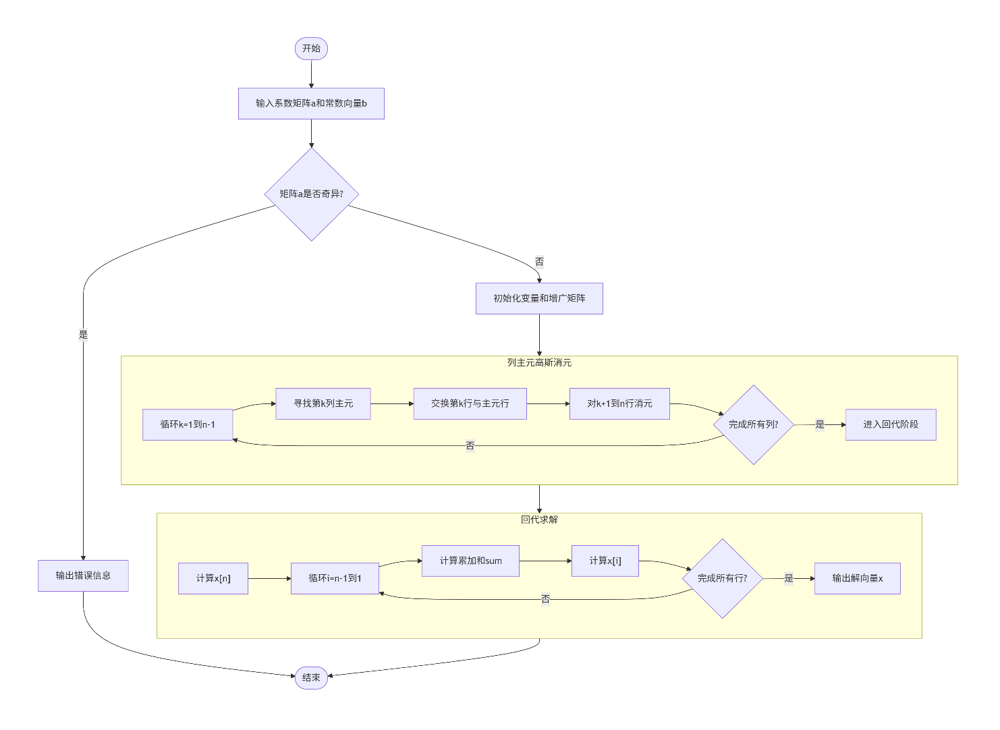 开始
输入系数矩阵a和常数向量b
矩阵a是否奇异?
否
初始化变量和增广矩阵
是
列主元高斯消元
循环k=1到n-1
寻找第k列主元
交换第k行与主元行
对k+1到n行消元
完成所有列?
是
进入回代阶段
否
回代求解
计算x[n]
循环i=n-1到1
计算累加和sum
计算x[i]
完成所有行?
是
输出解向量x
否
输出错误信息
结束